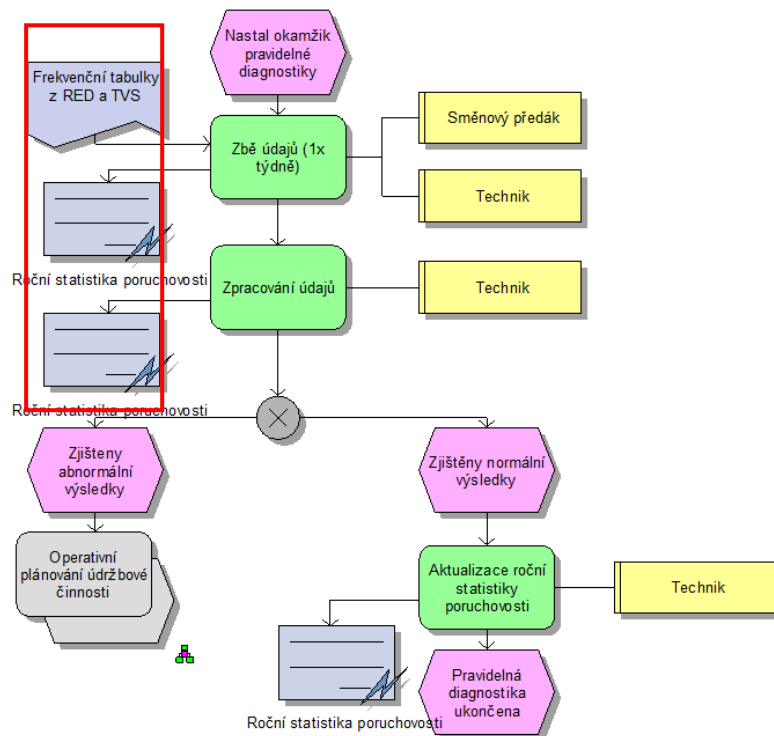 Nastal okamžik
pravidelné
diagnostiky
Frekvenční tabulky
z RED a TVS
Zbě údajů (1x
týdně)
Směnový předák
Technik
Roční statistika poruchovosti
Zpracování údajů
Technik
Roční statistika poruchovosti
Zjišteny
abnormální
výsledky
Zjištěny normální
výsledky
Operativní
plánování údržbové
činnosti
Aktualizace roční
statistiky
poruchovosti
Technik
Roční statistika poruchovosti
Pravidelná
diagnostika
ukončena